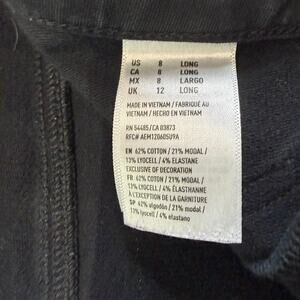 US 8 LONG
CA 8 LONG
MX 8 LARGO
UK 12 LONG
MADE IN VIETNAM / FABRIQUÉ AU
VIETNAM / HECHO EN VIETNAM
RN 54485/CA 03873
RFC# AEM120605U9A
EN 62% COTTON / 21% MODAL /
13% LYOCELL / 4% ELASTANE
EXCLUSIVE OF DECORATION
FR 62% COTON / 21% MODAL /
13% LYOCELL / 4% ÉLASTHANNE
À L'EXCEPTION DE LA GARNITURE
SP 62% algodón / 21% modal /
13% lyocell / 4% elastano